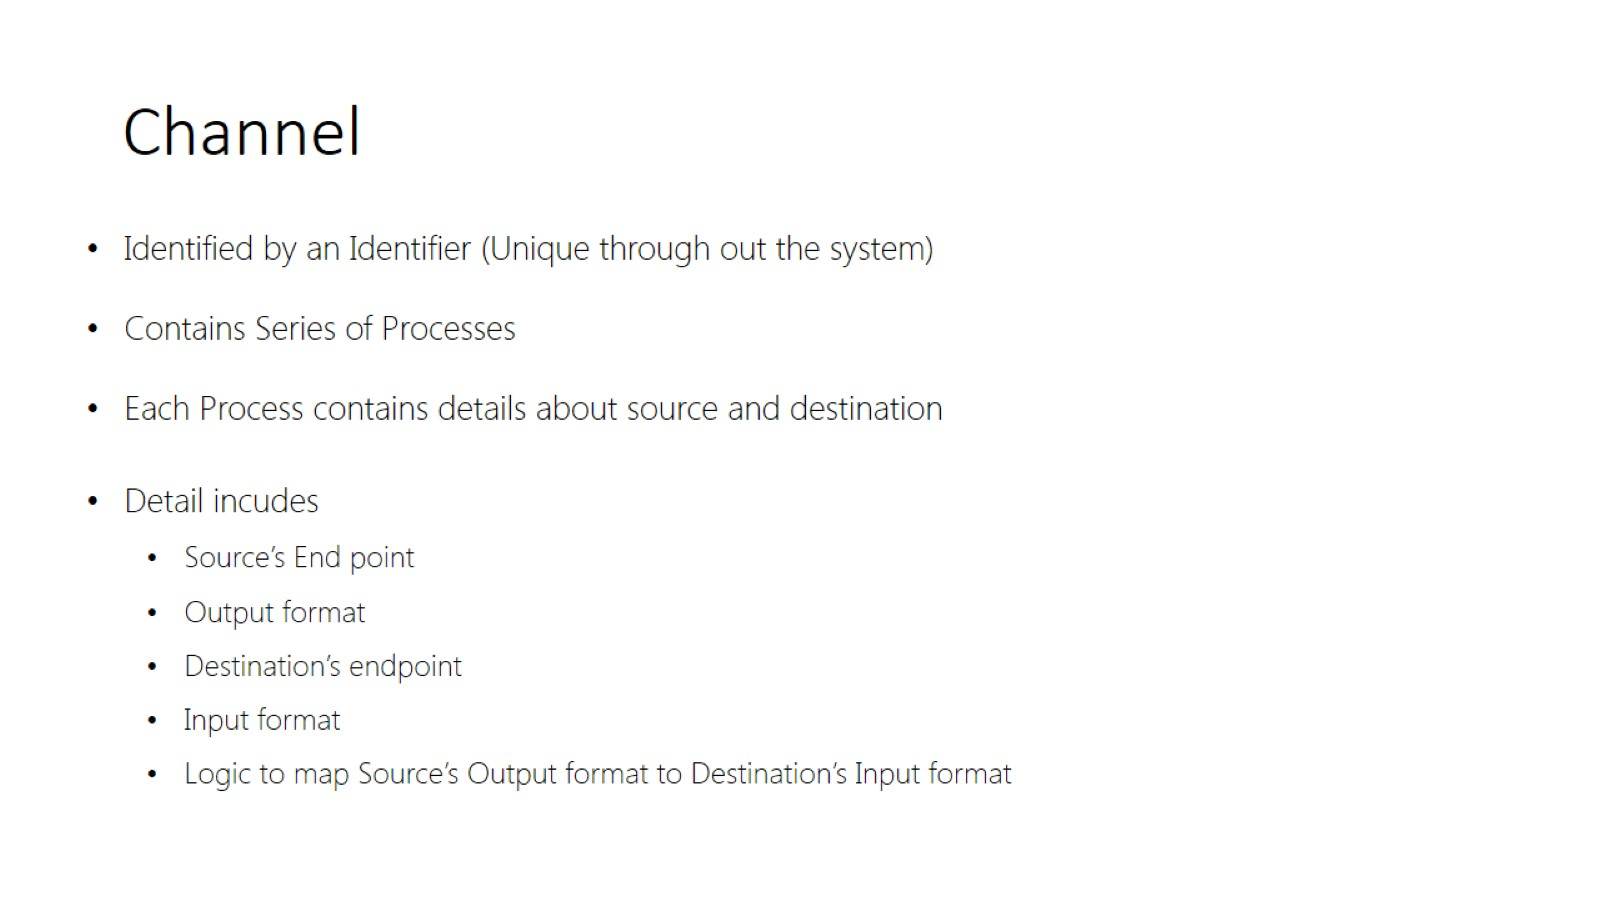 Channel
• Identified by an Identifier (Unique through out the system)
• Contains Series of Processes
• Each Process contains details about source and destination
• Detail incudes
• Source’s End point
• Output format
• Destination’s endpoint
• Input format
• Logic to map Source’s Output format to Destination’s Input format